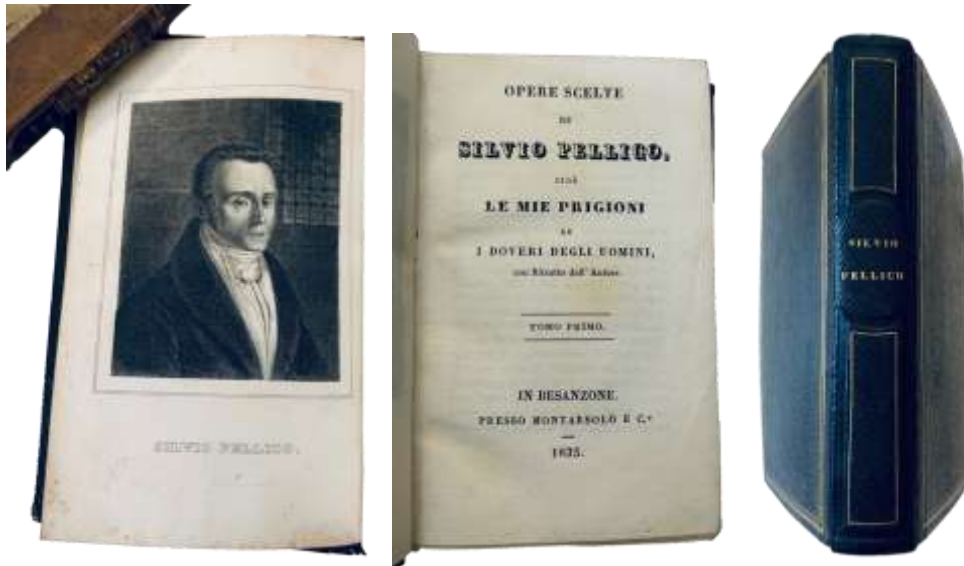 SILVIO PELLICO.
OPERE SCELTE
DI
SILVIO PELLICO,
CIOÈ
LE MIE PRIGIONI
ED
I DOVERI DEGLI UOMINI,
con Ritratto dell' Autore.
TOMO PRIMO.
IN BESANZONE.
PRESSO MONTARSOLO E C.º
1835.
SILVIO
PELLICO